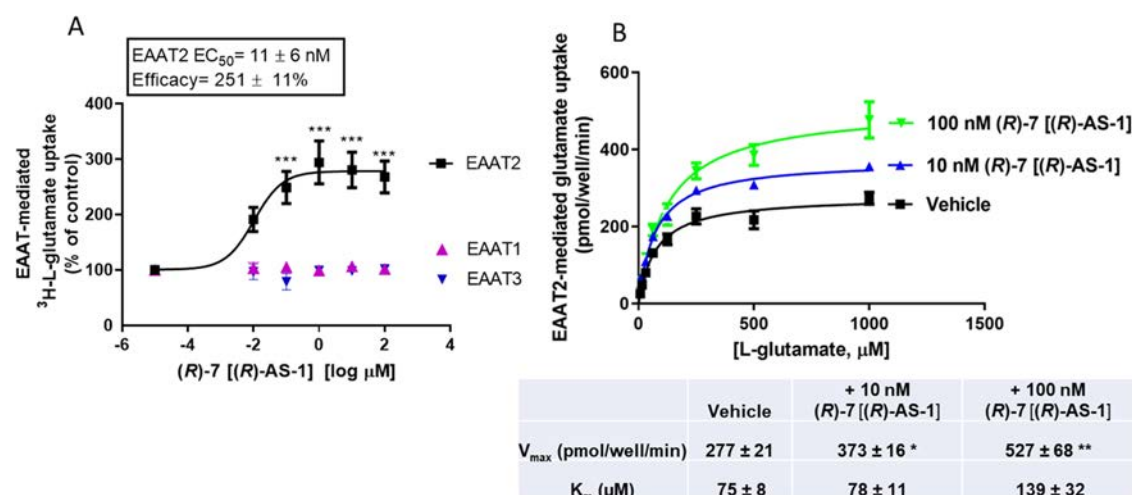 A
EAAT2 EC50= 11 ± 6 nM
Efficacy= 251 ± 11%
EAAT-mediated
³H-L-glutamate uptake
(% of control)
400
300
200
100
0
***
***
***
***
EAAT2
EAAT1
EAAT3
-6
-4
-2
0
2
4
(R)-7 [(R)-AS-1] [log μM]
B
EAAT2-mediated glutamate uptake
(pmol/well/min)
600
400
200
0
100 nM (R)-7 [(R)-AS-1]
10 nM (R)-7 [(R)-AS-1]
Vehicle
0
500
1000
1500
[L-glutamate, μM]
Vehicle
+ 10 nM
(R)-7 [(R)-AS-1]
+ 100 nM
(R)-7 [(R)-AS-1]
Vmax (pmol/well/min) 277 ± 21 373 ± 16 * 527 ± 68 **
Km (μM) 75 ± 8 78 ± 11 139 ± 32